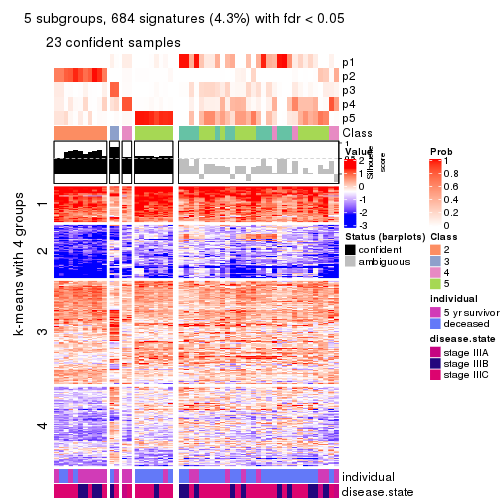 5 subgroups, 684 signatures (4.3%) with fdr < 0.05
23 confident samples
p1
p2
p3
p4
p5
Class
1
Silhouette
score
k-means with 4 groups
1
2
3
4
individual
disease.state
Value
2
-1
-2
-3
Status (barplots)
confident
ambiguous
Prob
1
0.8
0.6
0.4
0.2
0
Class
2
3
4
5
individual
5 yr survivor
deceased
disease.state
stage IIIA
stage IIIB
stage IIIC